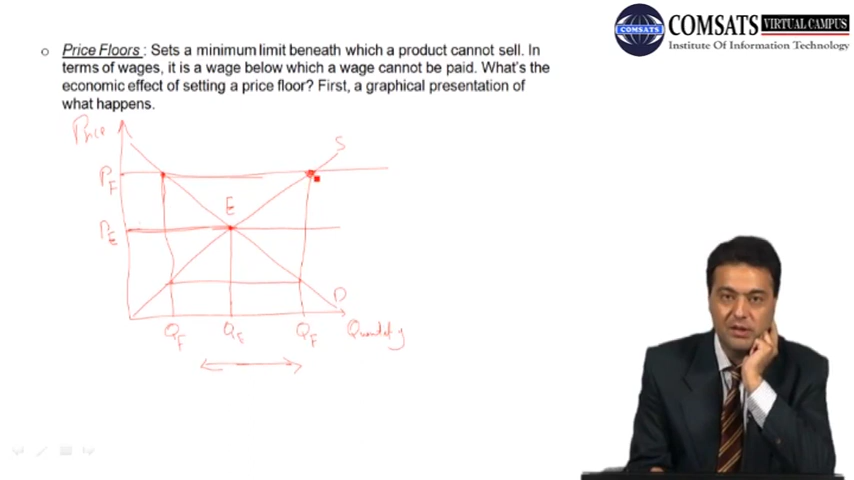 COMSATS VIRTUAL CAMPUS
Institute Of Information Technology
o Price Floors : Sets a minimum limit beneath which a product cannot sell. In
terms of wages, it is a wage below which a wage cannot be paid. What's the
economic effect of setting a price floor? First, a graphical presentation of
what happens.
Price
S
PF
E
PE
D
QF QE QF Quantity